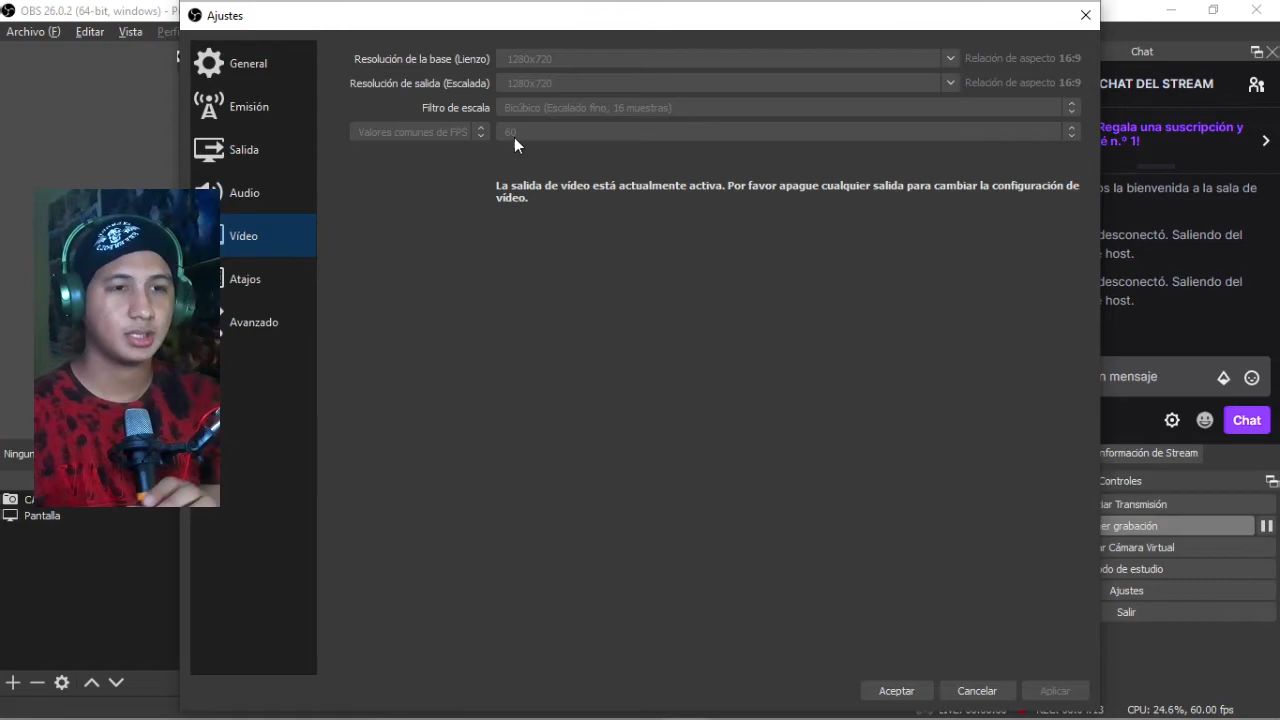 OBS 26.0.2 (64-bit, windows) - P
Archivo (F)
Editar
Vista
Perfi
Ajustes
General
Emisión
Salida
Audio
Vídeo
Atajos
Avanzado
Resolución de la base (Lienzo)
1280x720
Relación de aspecto 16:9
Resolución de salida (Escalada)
1280x720
Relación de aspecto 16:9
Filtro de escala
Bicúbico (Escalado fino, 16 muestras)
Valores comunes de FPS
60
La salida de vídeo está actualmente activa. Por favor apague cualquier salida para cambiar la configuración de
vídeo.
Aceptar
Cancelar
Aplicar
Chat
CHAT DEL STREAM
Regala una suscripción y
é n.º 1!
os la bienvenida a la sala de
desconectó. Saliendo del
e host.
desconectó. Saliendo del
e host.
n mensaje
Chat
nformación de Stream
Controles
iar Transmisión
er grabación
ar Cámara Virtual
do de estudio
Ajustes
Salir
Ningun
CA
Pantalla
CPU: 24.6%, 60.00 fps